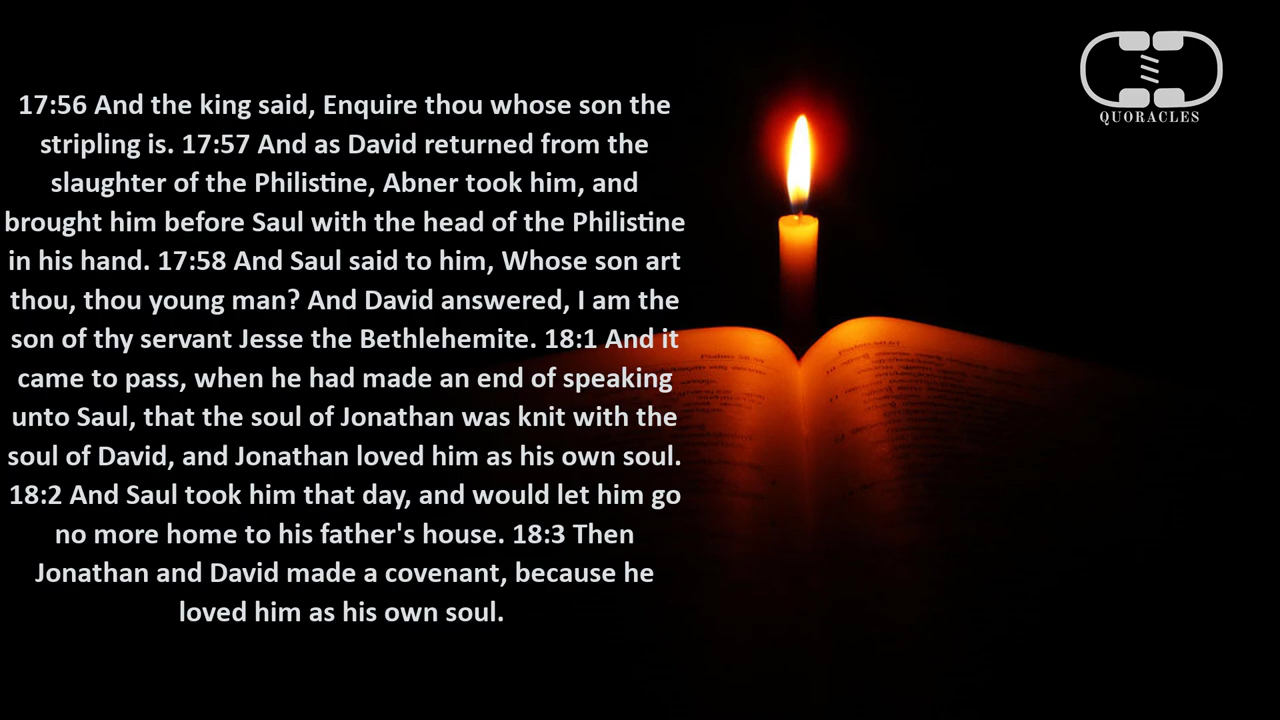 17:56 And the king said, Enquire thou whose son the
stripling is. 17:57 And as David returned from the
slaughter of the Philistine, Abner took him, and
brought him before Saul with the head of the Philistine
in his hand. 17:58 And Saul said to him, Whose son art
thou, thou young man? And David answered, I am the
son of thy servant Jesse the Bethlehemite. 18:1 And it
came to pass, when he had made an end of speaking
unto Saul, that the soul of Jonathan was knit with the
soul of David, and Jonathan loved him as his own soul.
18:2 And Saul took him that day, and would let him go
no more home to his father's house. 18:3 Then
Jonathan and David made a covenant, because he
loved him as his own soul.
QUORACLES